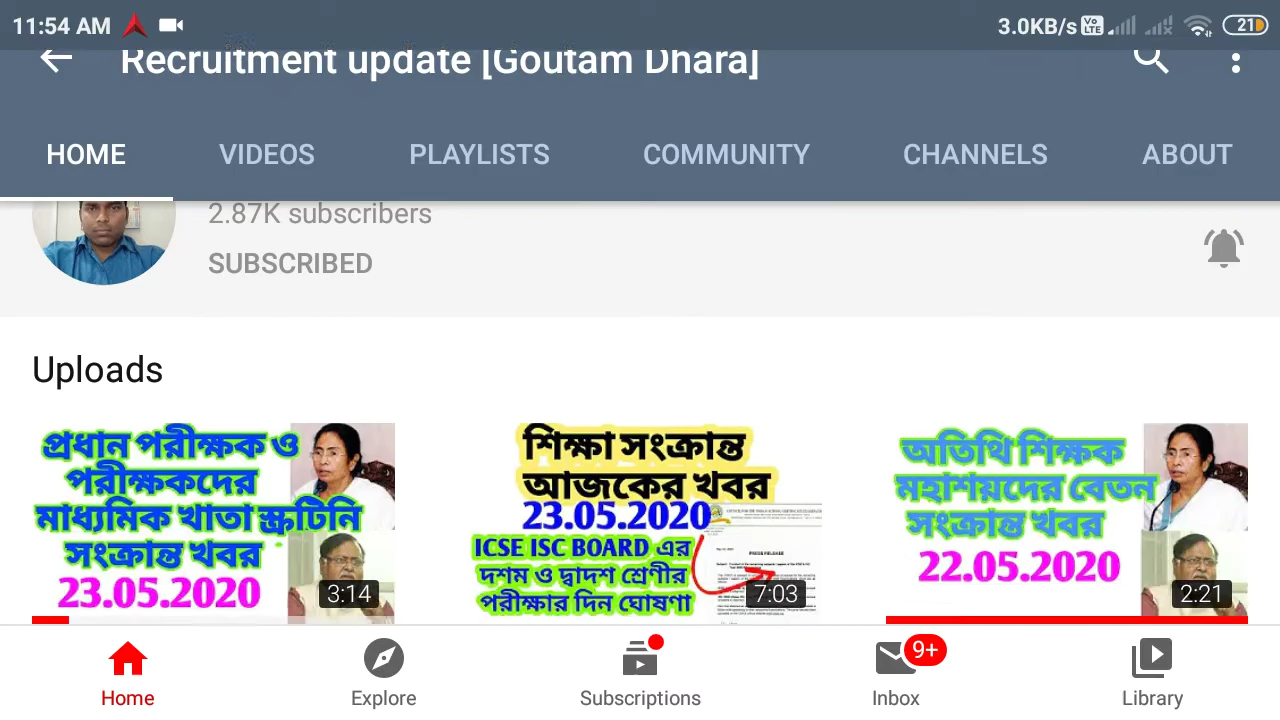 11:54 AM
3.0KB/s Vo LTE 21
Recruitment update [Goutam Dhara]
HOME VIDEOS PLAYLISTS COMMUNITY CHANNELS ABOUT
2.87K subscribers
SUBSCRIBED
Uploads
প্রধান পরীক্ষক ও
পরীক্ষকদের
মাধ্যমিক খাতা স্ক্রুটিনি
সংক্রান্ত খবর
23.05.2020
3:14
শিক্ষা সংক্রান্ত
আজকের খবর
23.05.2020
ICSE ISC BOARD এর
দশম ও দ্বাদশ শ্রেণীর
পরীক্ষার দিন ঘোষণা
PRESS RELEASE
7:03
অতিথি শিক্ষক
মহাশয়দের বেতন
সংক্রান্ত খবর
22.05.2020
2:21
Home Explore Subscriptions Inbox 9+ Library